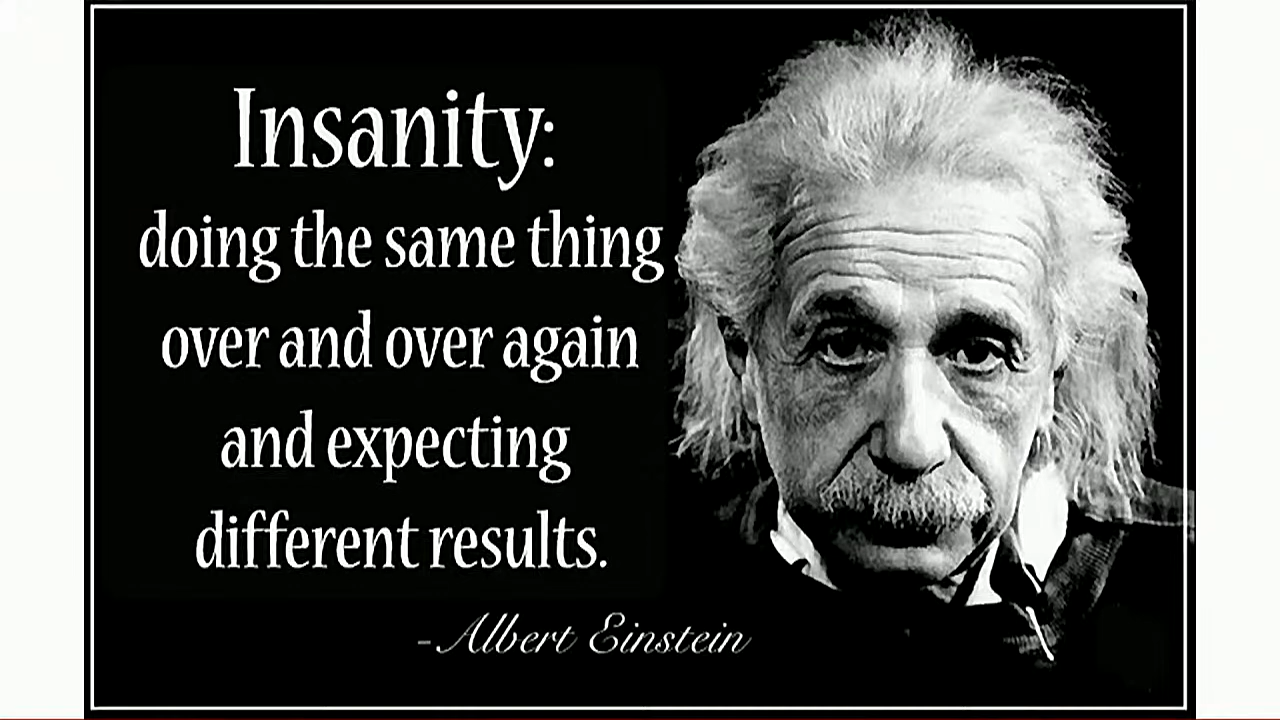 Insanity:
doing the same thing
over and over again
and expecting
different results.
-Albert Einstein